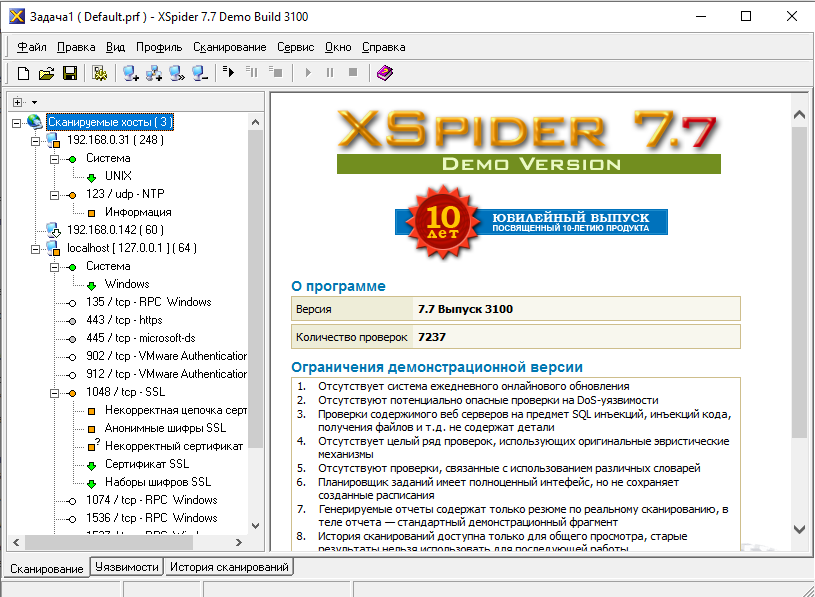 Задача1 ( Default.prf ) - XSpider 7.7 Demo Build 3100
Файл Правка Вид Профиль Сканирование Сервис Окно Справка
Сканируемые хосты ( 3 )
192.168.0.31 ( 248 )
Система
UNIX
123 / udp - NTP
Информация
192.168.0.142 ( 60 )
localhost [ 127.0.0.1 ] ( 64 )
Система
Windows
135 / tcp - RPC Windows
443 / tcp - https
445 / tcp - microsoft-ds
902 / tcp - VMware Authentication
912 / tcp - VMware Authentication
1048 / tcp - SSL
Некорректная цепочка серт
Анонимные шифры SSL
Некорректный сертификат
Сертификат SSL
Наборы шифров SSL
1074 / tcp - RPC Windows
1536 / tcp - RPC Windows
Сканирование Уязвимости История сканирований
XSPIDER 7.7
DEMO VERSION
10
лет
ЮБИЛЕЙНЫЙ ВЫПУСК
ПОСВЯЩЕННЫЙ 10-ЛЕТИЮ ПРОДУКТА
О программе
Версия 7.7 Выпуск 3100
Количество проверок 7237
Ограничения демонстрационной версии
1. Отсутствует система ежедневного онлайнового обновления
2. Отсутствуют потенциально опасные проверки на DoS-уязвимости
3. Проверки содержимого веб серверов на предмет SQL инъекций, инъекций кода,
получения файлов и т.д. не содержат детали
4. Отсутствует целый ряд проверок, использующих оригинальные эвристические
механизмы
5. Отсутствуют проверки, связанные с использованием различных словарей
6. Планировщик заданий имеет полноценный интефейс, но не сохраняет
созданные расписания
7. Генерируемые отчеты содержат только резюме по реальному сканированию, в
теле отчета — стандартный демонстрационный фрагмент
8. История сканирований доступна только для общего просмотра, старые
результаты нельзя использовать для последующей работы